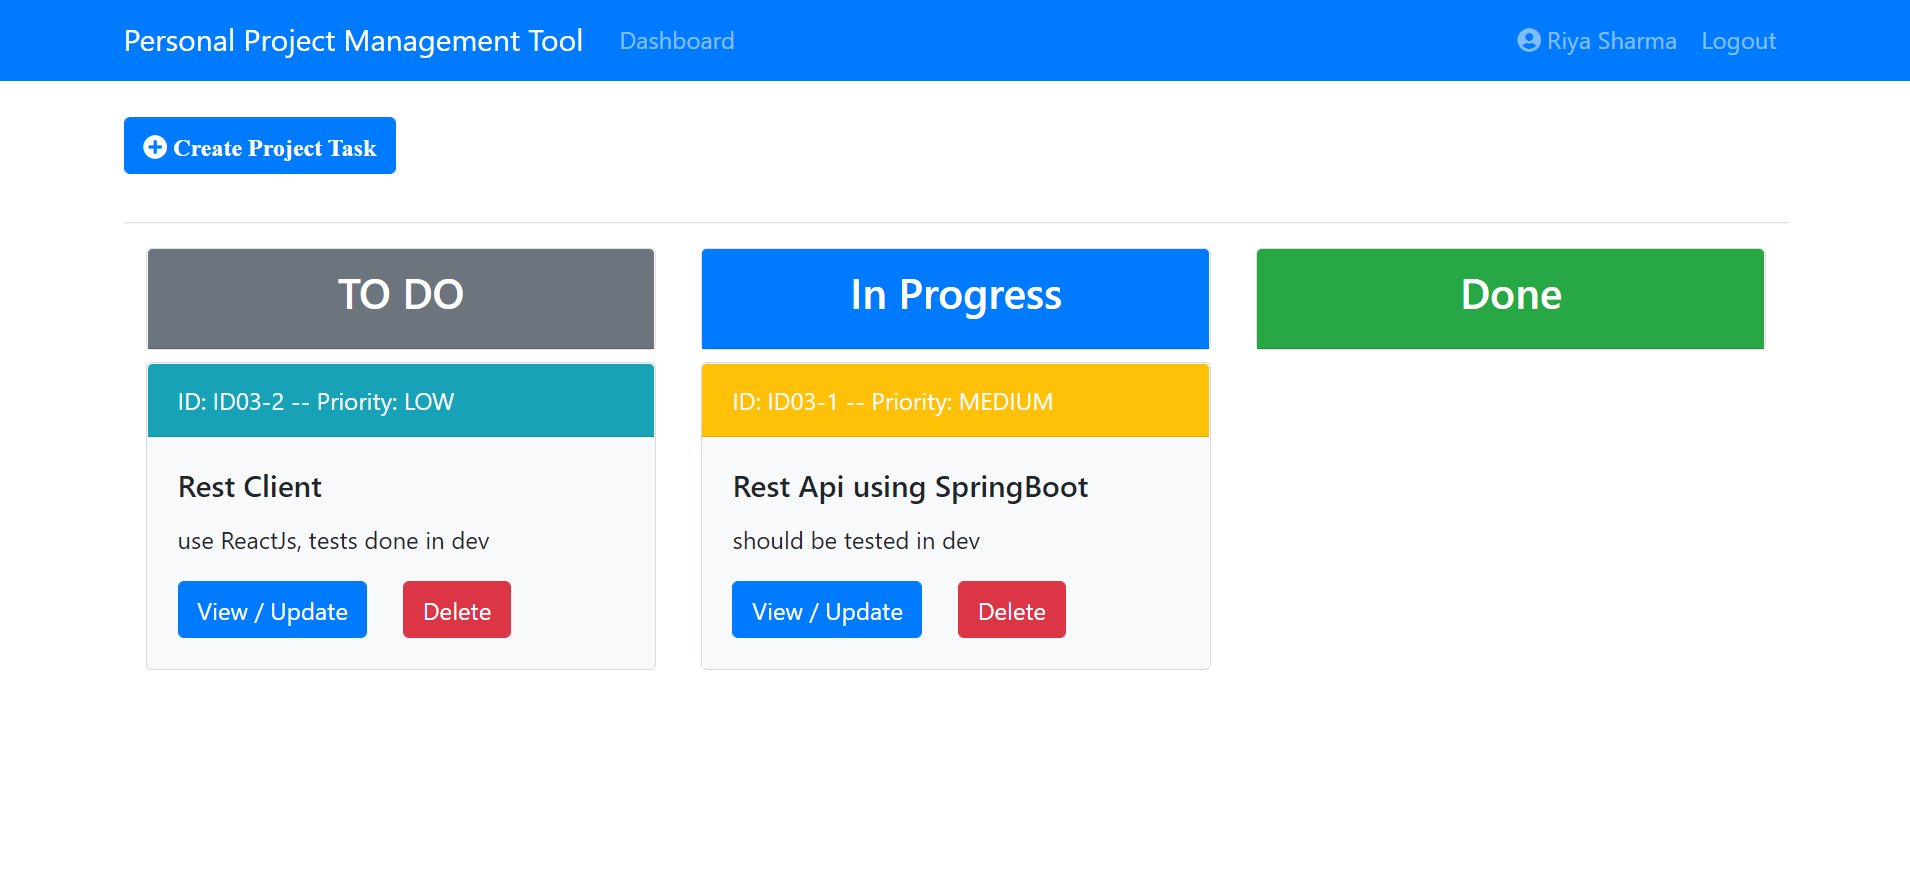 Personal Project Management Tool Dashboard Riya Sharma Logout
Create Project Task
TO DO
In Progress
Done
ID: ID03-2 -- Priority: LOW
Rest Client
use ReactJs, tests done in dev
View / Update Delete
ID: ID03-1 -- Priority: MEDIUM
Rest Api using SpringBoot
should be tested in dev
View / Update Delete